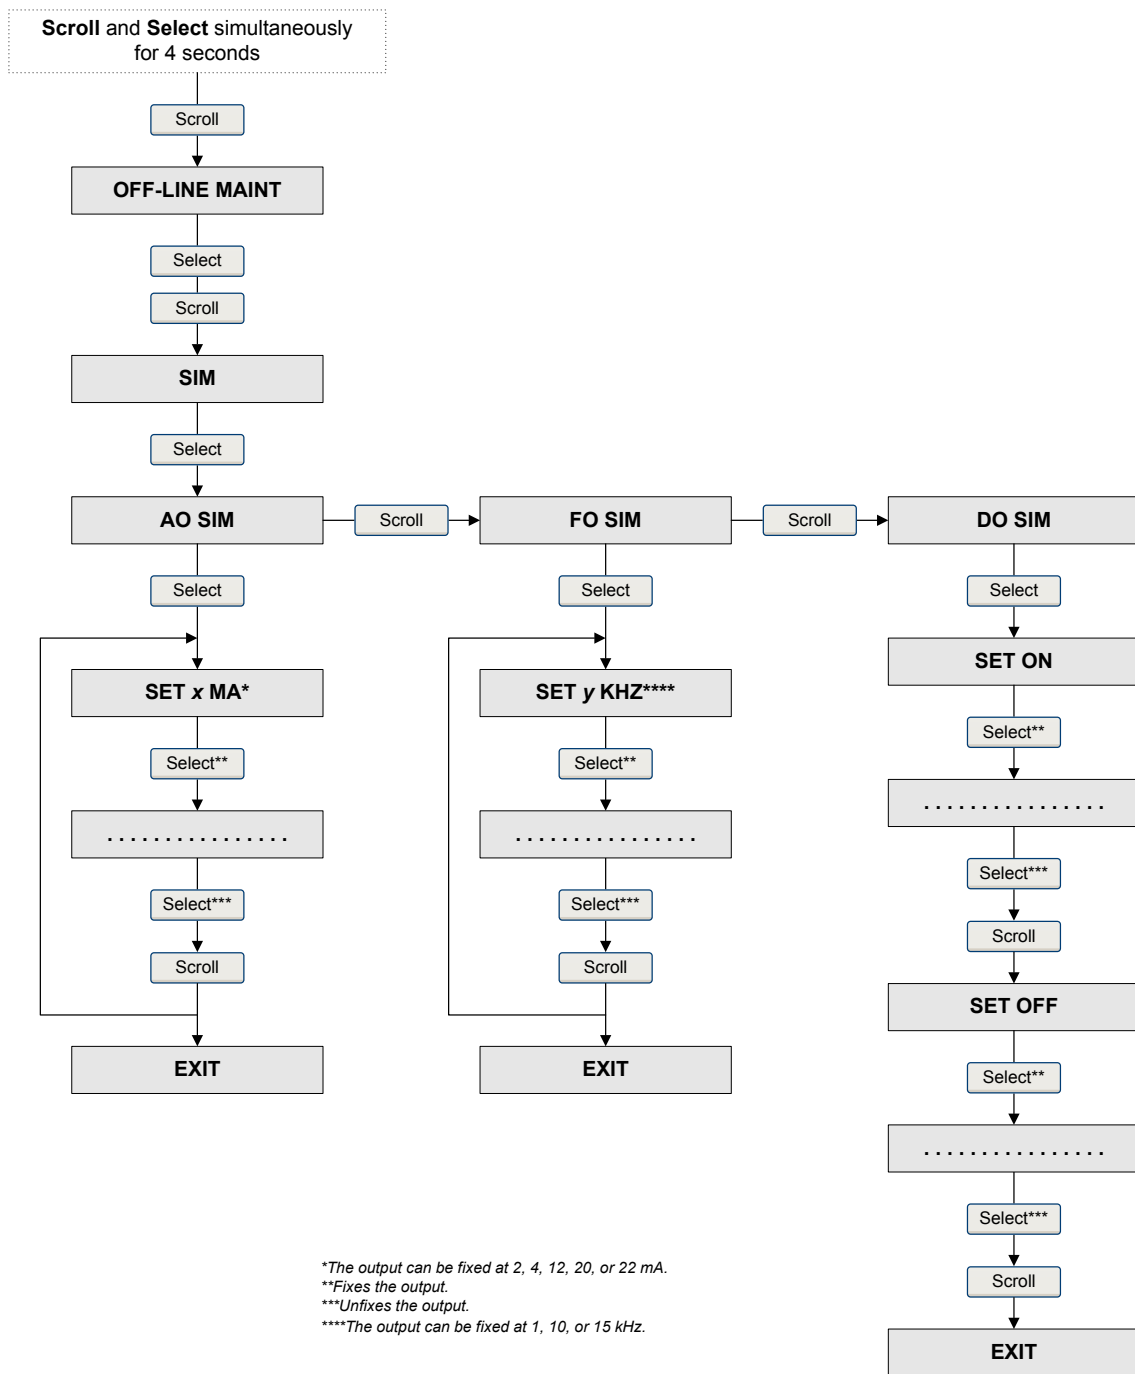 Scroll and Select simultaneously
for 4 seconds
Scroll
OFF-LINE MAINT
Select
Scroll
SIM
Select
AO SIM
Scroll
FO SIM
Scroll
DO SIM
Select
Select
Select
SET x MA*
SET y KHZ****
SET ON
Select**
Select**
Select**
. . . . . . . . . . . . . . . .
. . . . . . . . . . . . . . . .
. . . . . . . . . . . . . . . .
Select***
Select***
Select***
Scroll
Scroll
Scroll
SET OFF
EXIT
EXIT
Select**
. . . . . . . . . . . . . . . .
Select***
Scroll
EXIT
*The output can be fixed at 2, 4, 12, 20, or 22 mA.
**Fixes the output.
***Unfixes the output.
****The output can be fixed at 1, 10, or 15 kHz.